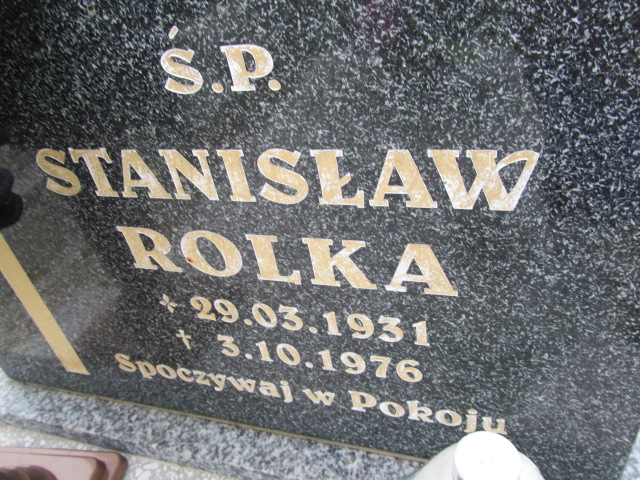 Ś.P.
STANISŁAW
ROLKA
* 29.03.1931
† 3.10.1976
Spoczywaj w Pokoju